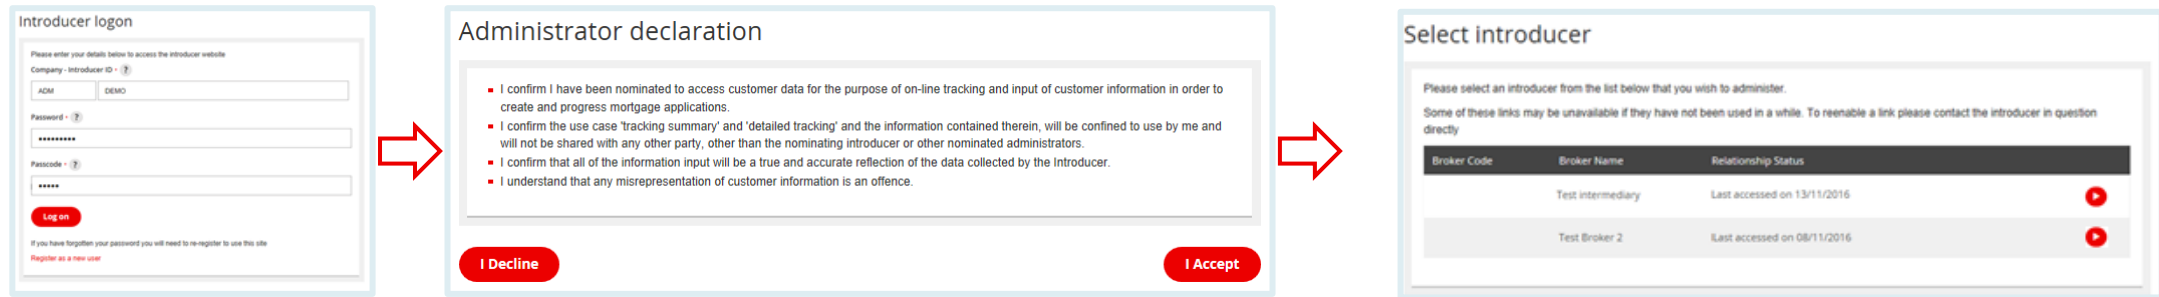 Introducer logon
Please enter your details below to access the introducer website
Company - Introducer ID • ?
ADM DEMO
Password • ?
•••••••••
Passcode • ?
•••••
Log on
If you have forgotten your password you will need to re-register to use this site
Register as a new user
Administrator declaration
I confirm I have been nominated to access customer data for the purpose of on-line tracking and input of customer information in order to
create and progress mortgage applications.
I confirm the use case 'tracking summary' and 'detailed tracking' and the information contained therein, will be confined to use by me and
will not be shared with any other party, other than the nominating introducer or other nominated administrators.
I confirm that all of the information input will be a true and accurate reflection of the data collected by the Introducer.
I understand that any misrepresentation of customer information is an offence.
I Decline
I Accept
Select introducer
Please select an introducer from the list below that you wish to administer.
Some of these links may be unavailable if they have not been used in a while. To reenable a link please contact the introducer in question
directly
Broker Code Broker Name Relationship Status
Test intermediary Last accessed on 13/11/2016
Test Broker 2 Last accessed on 08/11/2016